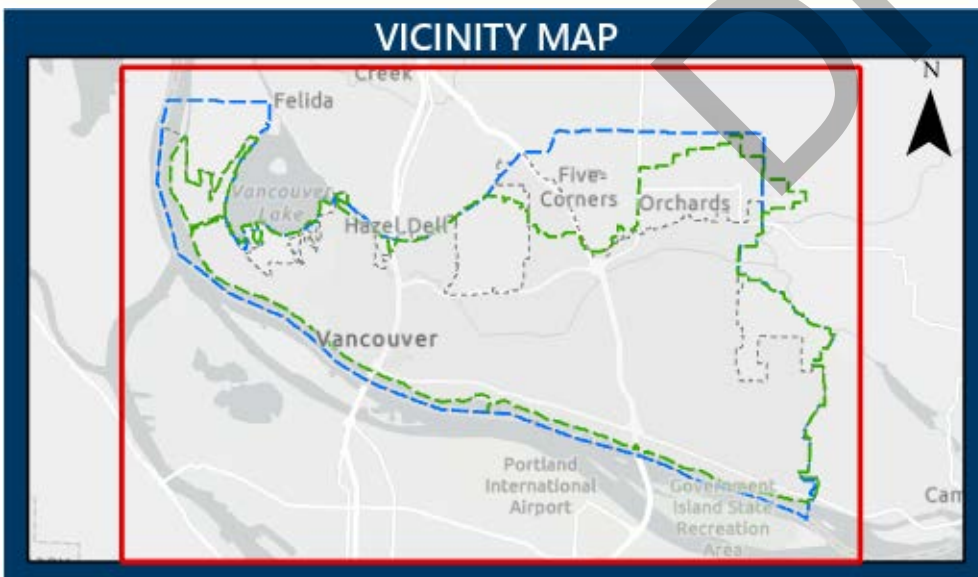 VICINITY MAP
Creek
N
Felida
Vancouver
Lake
Five
Corners
Orchards
Hazel Dell
Vancouver
Portland
International
Airport
Government
Island State
Recreation
Area
Cam